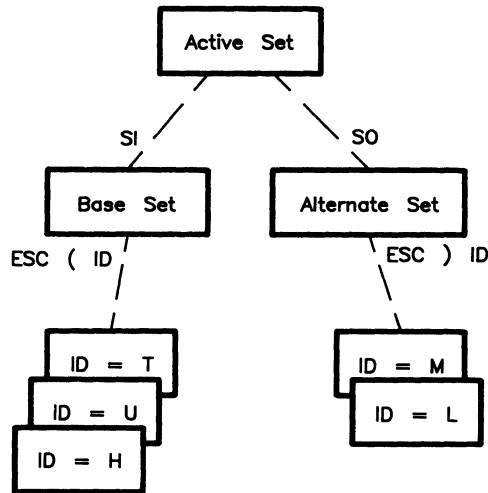 Active Set
SI
SO
Base Set
Alternate Set
ESC ( ID
ESC ) ID
ID = T
ID = M
ID = U
ID = L
ID = H